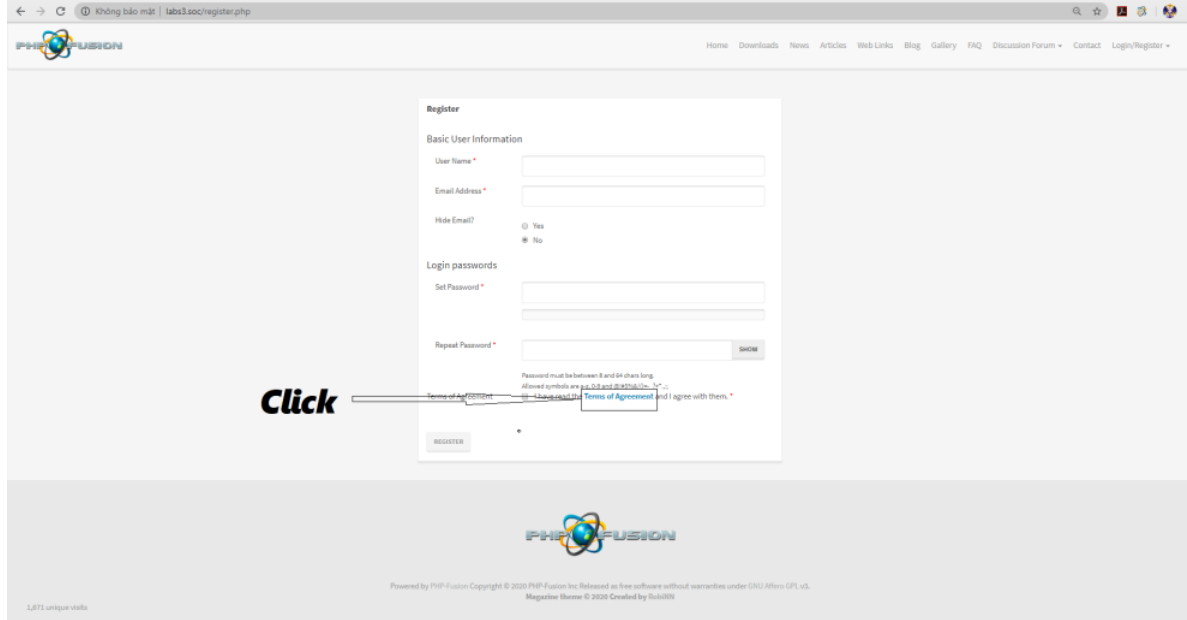 Không bảo mật | labs3.soc/register.php
PHP FUSION
Home Downloads News Articles Web Links Blog Gallery FAQ Discussion Forum Contact Login/Register
Register
Basic User Information
User Name *
Email Address *
Hide Email?
Yes
No
Login passwords
Set Password *
Repeat Password *
SHOW
Password must be between 8 and 64 chars long.
Allowed symbols are
Click
Terms of Agreement I have read the Terms of Agreement and I agree with them. *
REGISTER
PHP FUSION
Powered by PHP-Fusion Copyright © 2020 PHP-Fusion Inc Released as free software without warranties under GNU Affero GPL v3.
Magazine theme © 2020 Created by RobiNN
1,871 unique visits